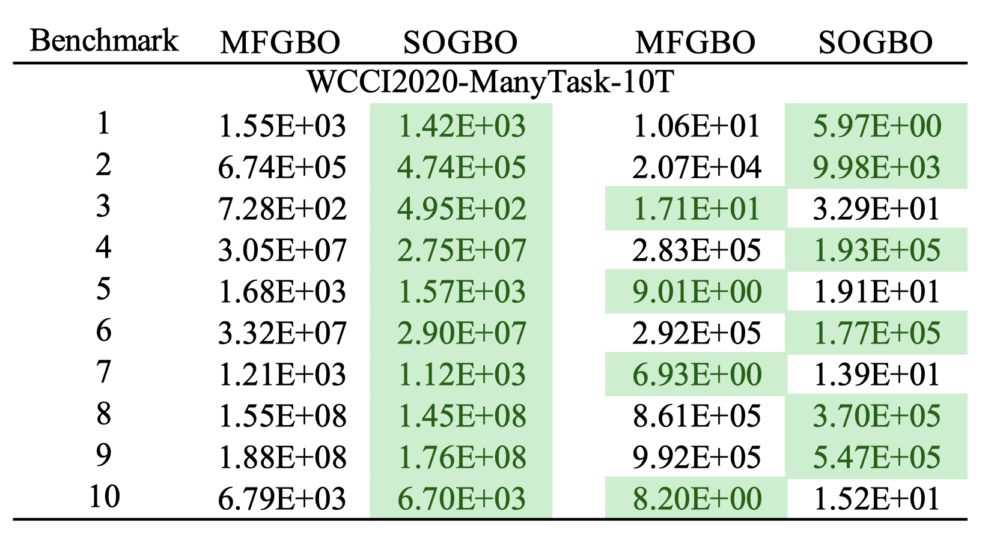 Benchmark MFGBO SOGBO MFGBO SOGBO
WCCI2020-ManyTask-10T
1 1.55E+03 1.42E+03 1.06E+01 5.97E+00
2 6.74E+05 4.74E+05 2.07E+04 9.98E+03
3 7.28E+02 4.95E+02 1.71E+01 3.29E+01
4 3.05E+07 2.75E+07 2.83E+05 1.93E+05
5 1.68E+03 1.57E+03 9.01E+00 1.91E+01
6 3.32E+07 2.90E+07 2.92E+05 1.77E+05
7 1.21E+03 1.12E+03 6.93E+00 1.39E+01
8 1.55E+08 1.45E+08 8.61E+05 3.70E+05
9 1.88E+08 1.76E+08 9.92E+05 5.47E+05
10 6.79E+03 6.70E+03 8.20E+00 1.52E+01